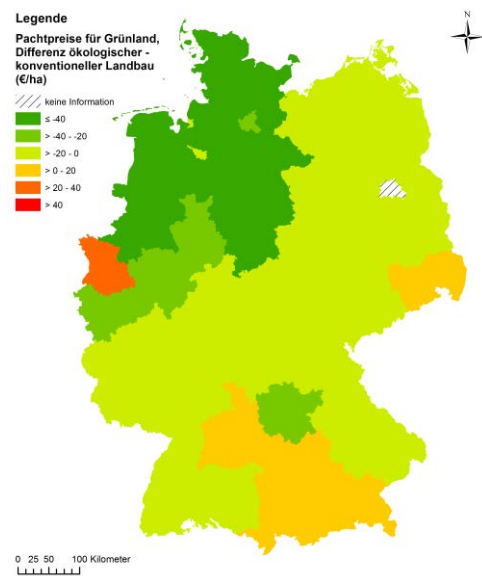 Legende
N
Pachtpreise für Grünland,
Differenz ökologischer -
konventioneller Landbau
(€/ha)
keine Information
≤ -40
> -40 - -20
> -20 - 0
> 0 - 20
> 20 - 40
> 40
0 25 50 100 Kilometer